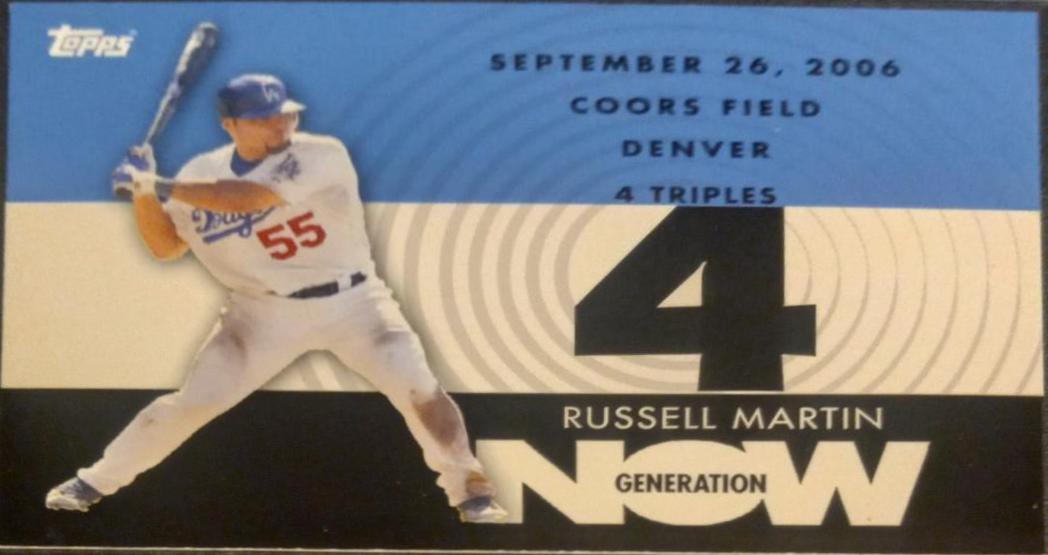 Topps
SEPTEMBER 26, 2006
COORS FIELD
DENVER
4 TRIPLES
4
Dodgers
55
RUSSELL MARTIN
NOW
GENERATION